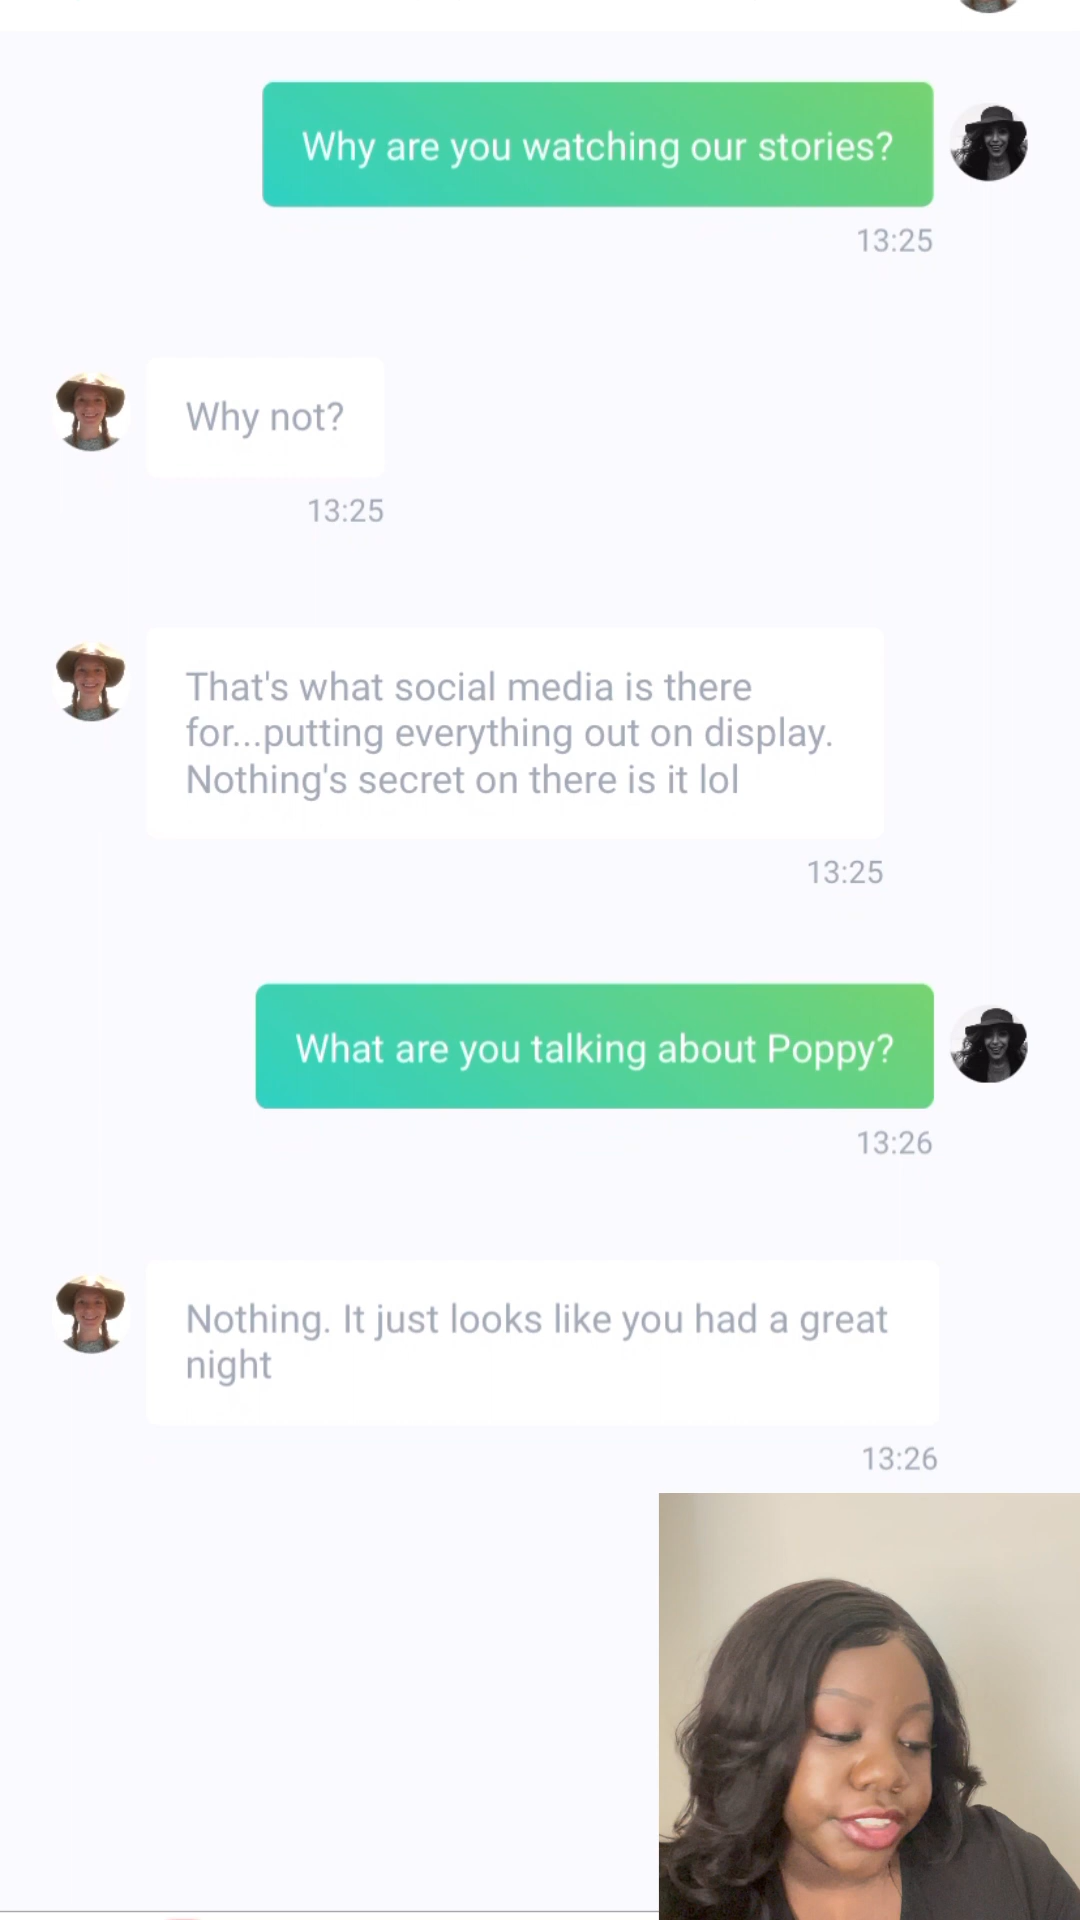 Why are you watching our stories?
13:25
Why not?
13:25
That's what social media is there
for...putting everything out on display.
Nothing's secret on there is it lol
13:25
What are you talking about Poppy?
13:26
Nothing. It just looks like you had a great
night
13:26